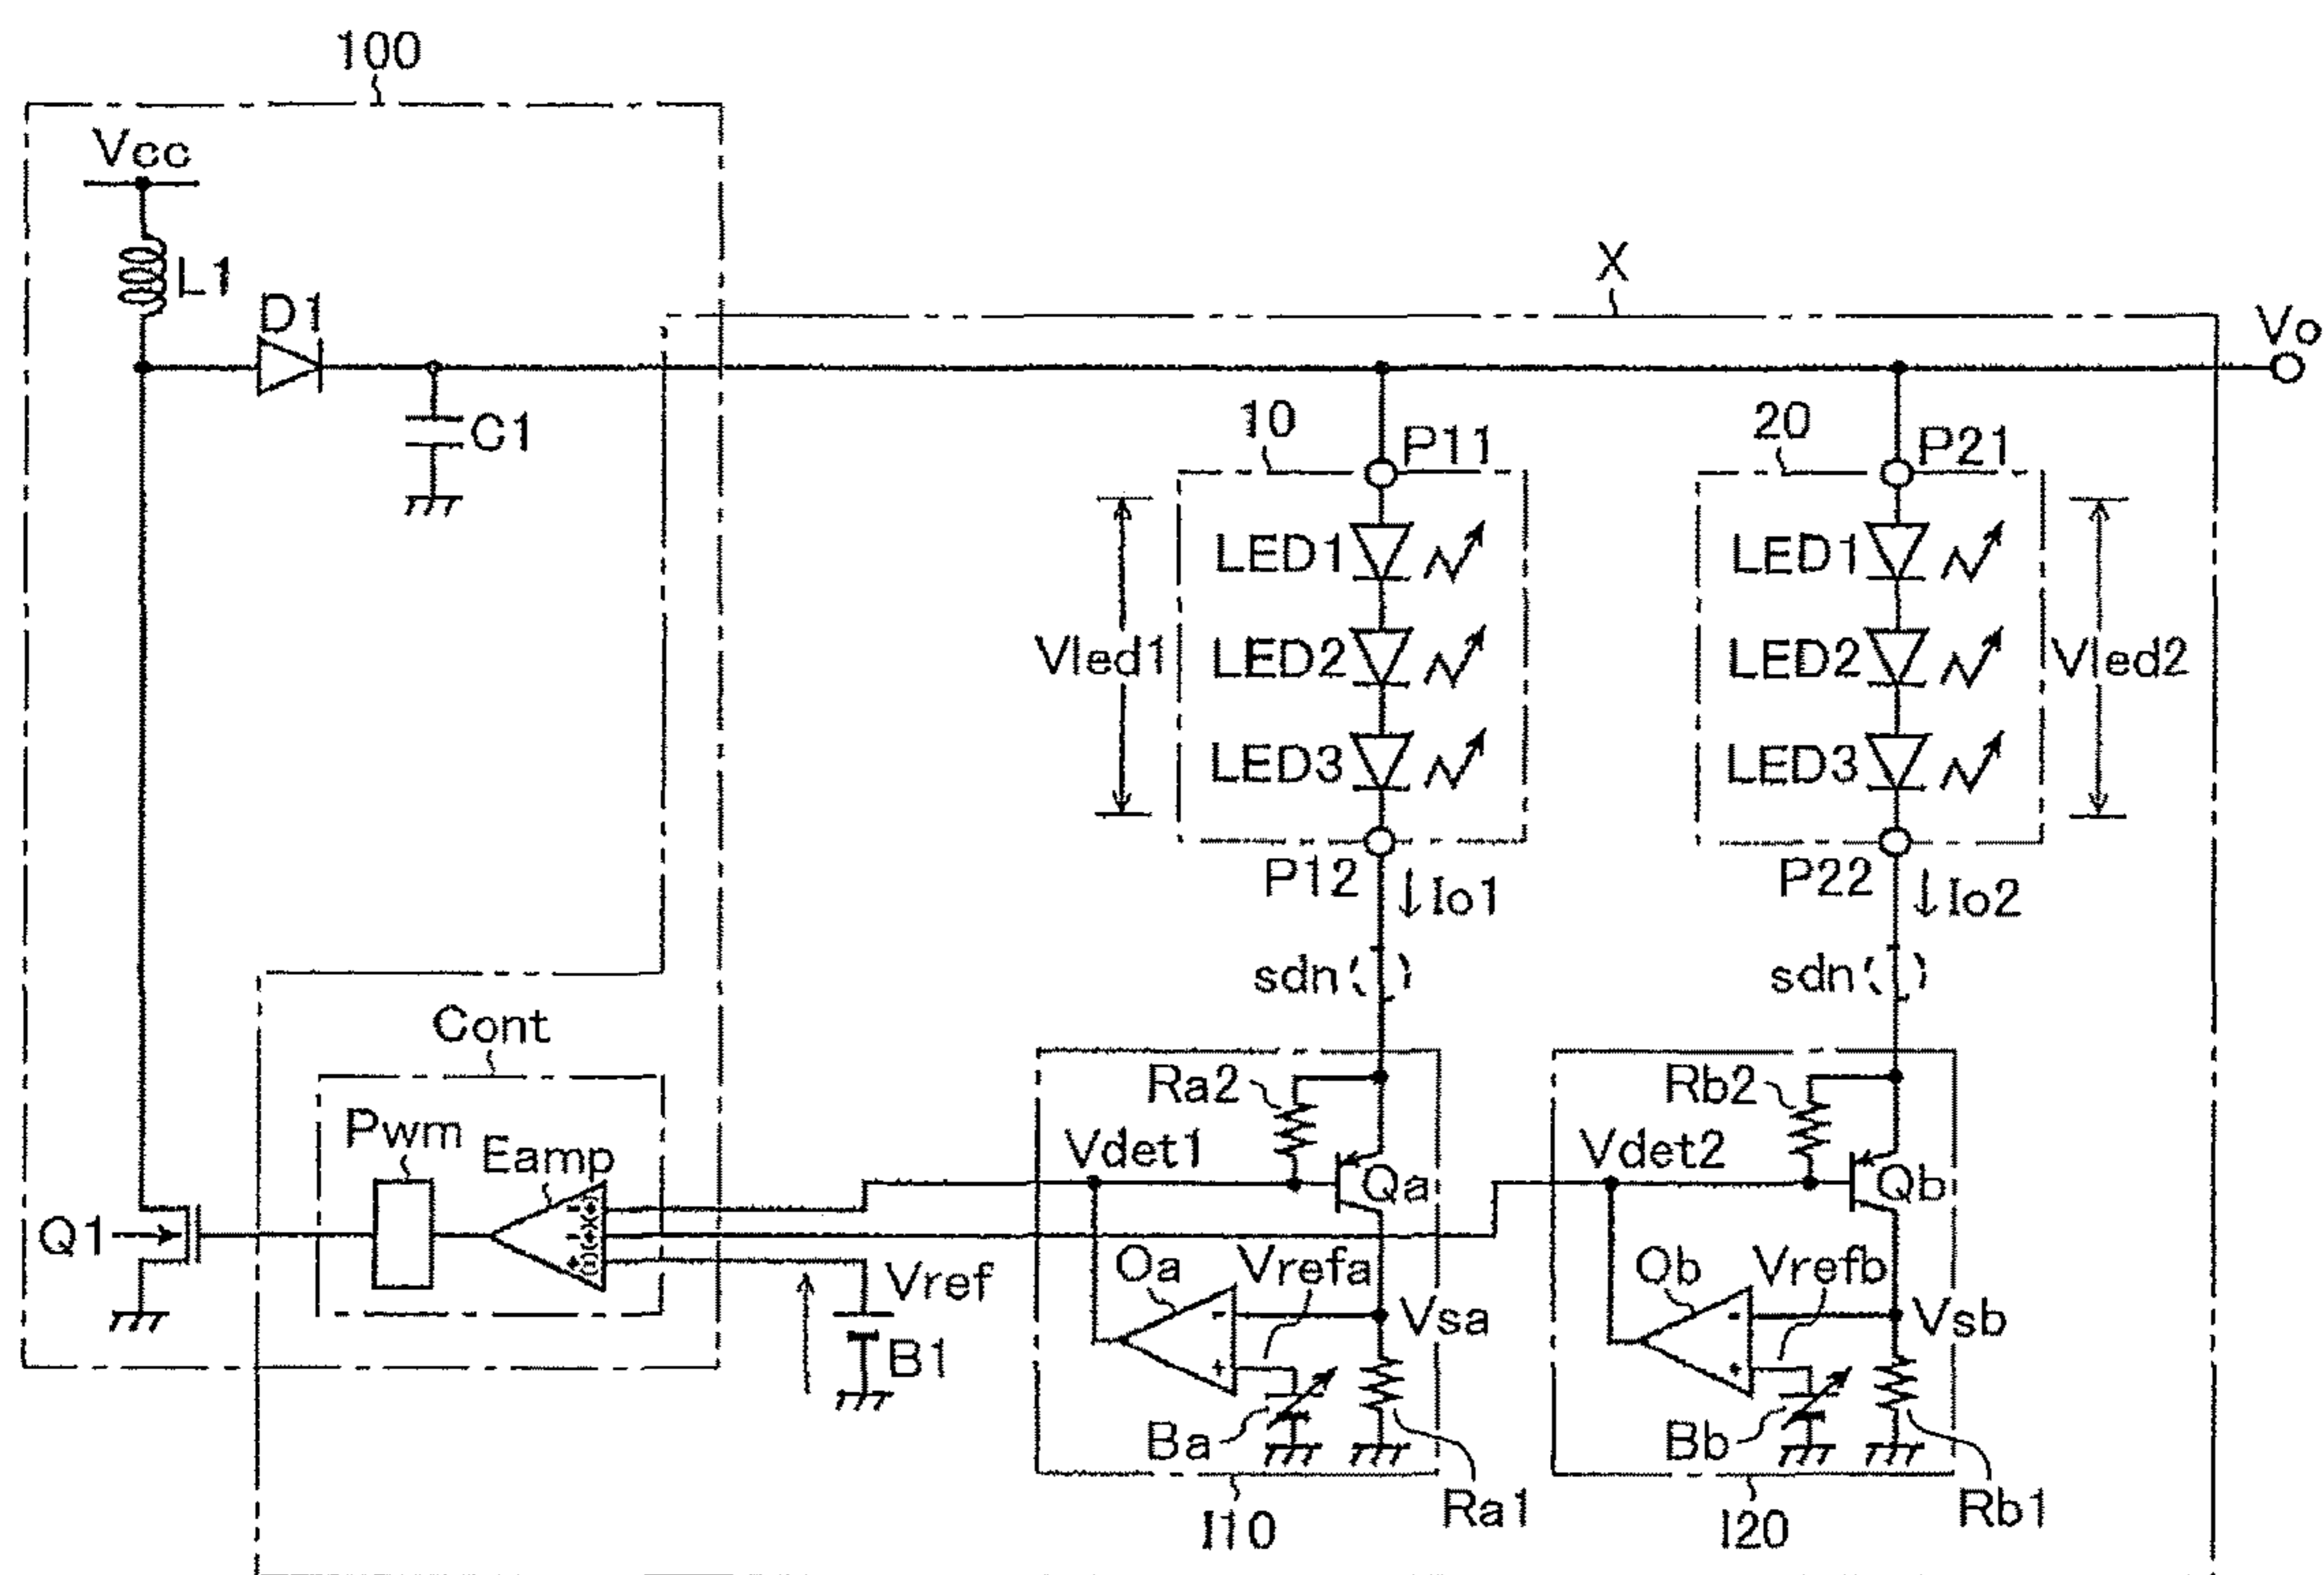 100
Vcc
L1
D1
C1
X
Vo
10
P11
20
P21
LED1
LED1
Vled1
LED2
LED2
Vled2
LED3
LED3
P12
Io1
P22
Io2
sdn
sdn
Cont
Pwm
Eamp
Ra2
Vdet1
Qa
Rb2
Vdet2
Qb
Q1
Vref
B1
Oa
Vrefa
Vsa
Ob
Vrefb
Vsb
-
+
-
+
Ba
Bb
Ra1
Rb1
I10
I20